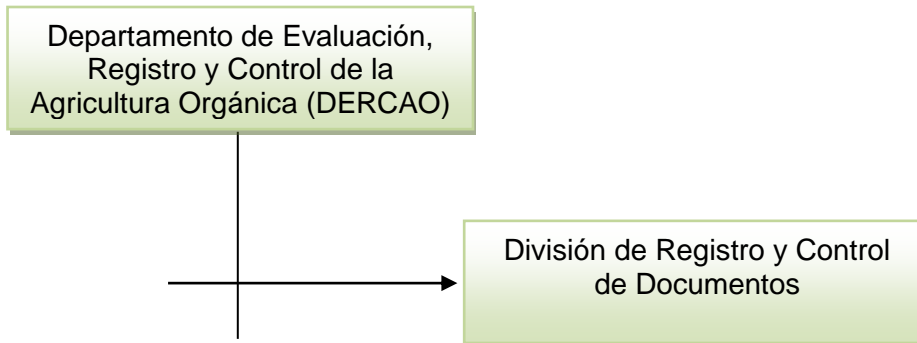 Departamento de Evaluación,
Registro y Control de la
Agricultura Orgánica (DERCAO)
División de Registro y Control
de Documentos